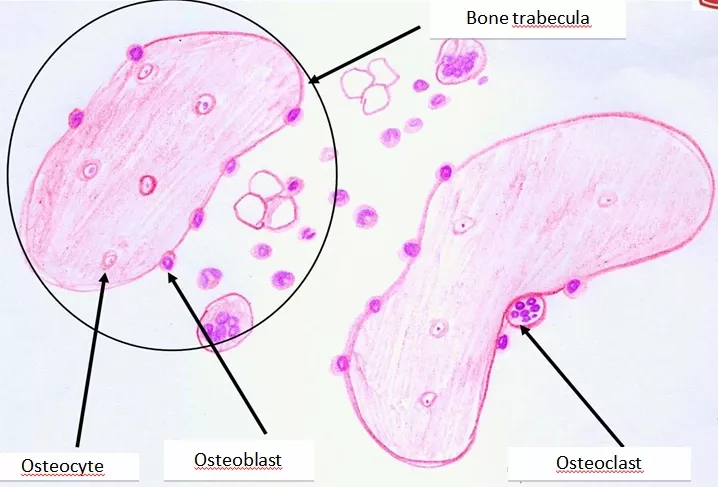 Bone trabecula
Osteocyte
Osteoblast
Osteoclast